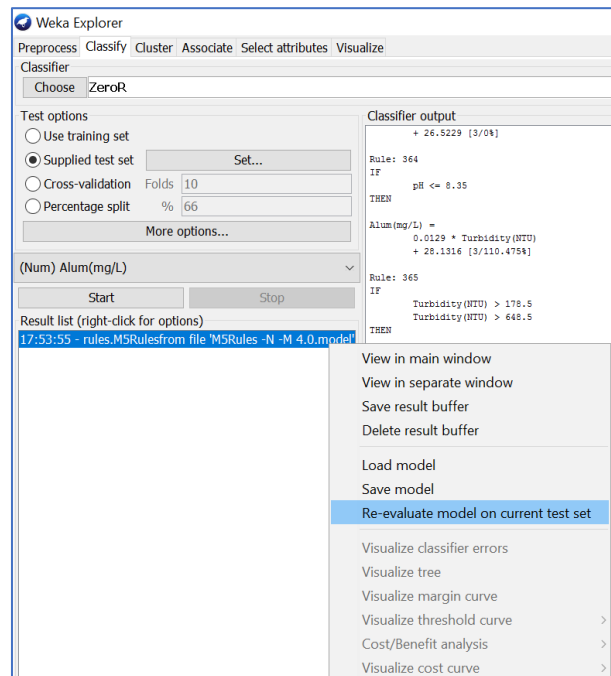 Weka Explorer
Preprocess Classify Cluster Associate Select attributes Visualize
Classifier
Choose ZeroR
Test options
Use training set
Supplied test set Set...
Cross-validation Folds 10
Percentage split % 66
More options...
(Num) Alum(mg/L)
Start Stop
Result list (right-click for options)
17:53:55 - rules.M5Rulesfrom file 'M5Rules -N -M 4.0.model'
Classifier output
+ 26.5229 [3/0%]
Rule: 364
IF
pH <= 8.35
THEN
Alum(mg/L) =
0.0129 * Turbidity(NTU)
+ 28.1316 [3/110.475%]
Rule: 365
IF
Turbidity(NTU) > 178.5
Turbidity(NTU) > 648.5
THEN
View in main window
View in separate window
Save result buffer
Delete result buffer
Load model
Save model
Re-evaluate model on current test set
Visualize classifier errors
Visualize tree
Visualize margin curve
Visualize threshold curve >
Cost/Benefit analysis >
Visualize cost curve >